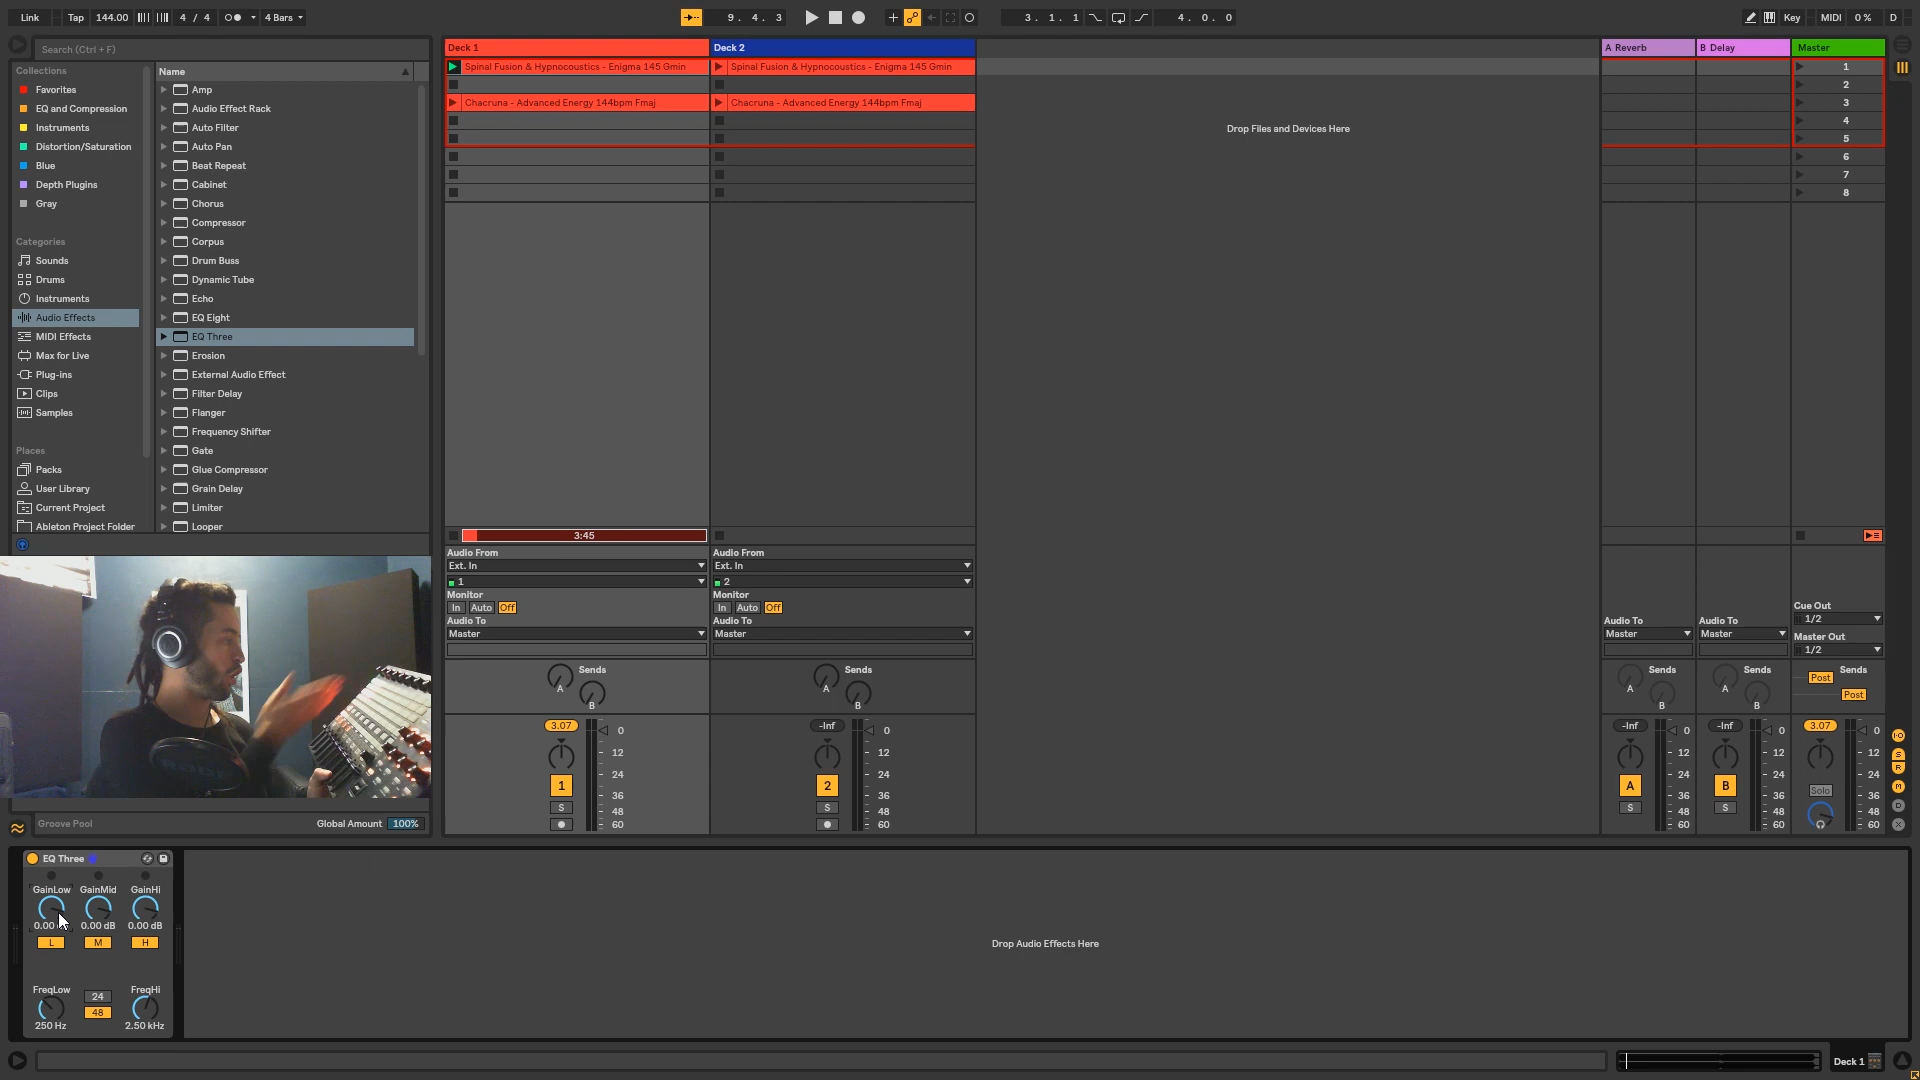 Link Tap 144.00 4 / 4 4 Bars 9. 4. 3 3. 1. 1 4. 0. 0 Key MIDI 0 % D
Search (Ctrl + F)
Collections
Favorites
EQ and Compression
Instruments
Distortion/Saturation
Blue
Depth Plugins
Gray
Categories
Sounds
Drums
Instruments
Audio Effects
MIDI Effects
Max for Live
Plug-ins
Clips
Samples
Places
Packs
User Library
Current Project
Ableton Project Folder
Name
Amp
Audio Effect Rack
Auto Filter
Auto Pan
Beat Repeat
Cabinet
Chorus
Compressor
Corpus
Drum Buss
Dynamic Tube
Echo
EQ Eight
EQ Three
Erosion
External Audio Effect
Filter Delay
Flanger
Frequency Shifter
Gate
Glue Compressor
Grain Delay
Limiter
Looper
Groove Pool Global Amount 100%
Deck 1
Spinal Fusion & Hypnocoustics - Enigma 145 Gmin
Chacruna - Advanced Energy 144bpm Fmaj
3:45
Audio From
Ext. In
1
Monitor
In Auto Off
Audio To
Master
Sends
A
B
3.07
0
12
24
36
48
60
1
S
Deck 2
Spinal Fusion & Hypnocoustics - Enigma 145 Gmin
Chacruna - Advanced Energy 144bpm Fmaj
Audio From
Ext. In
2
Monitor
In Auto Off
Audio To
Master
Sends
A
B
-Inf
0
12
24
36
48
60
2
S
Drop Files and Devices Here
A Reverb
Audio To
Master
Sends
A
B
-Inf
0
12
24
36
48
60
A
S
B Delay
Audio To
Master
Sends
A
B
-Inf
0
12
24
36
48
60
B
S
Master
1
2
3
4
5
6
7
8
Cue Out
1/2
Master Out
1/2
Sends
Post
Post
3.07
0
12
24
36
48
60
Solo
I-O
S
R
M
D
X
RODE
EQ Three
GainLow GainMid GainHi
0.00 0.00 dB 0.00 dB
L M H
FreqLow 24 FreqHi
48
250 Hz 2.50 kHz
Drop Audio Effects Here
Deck 1